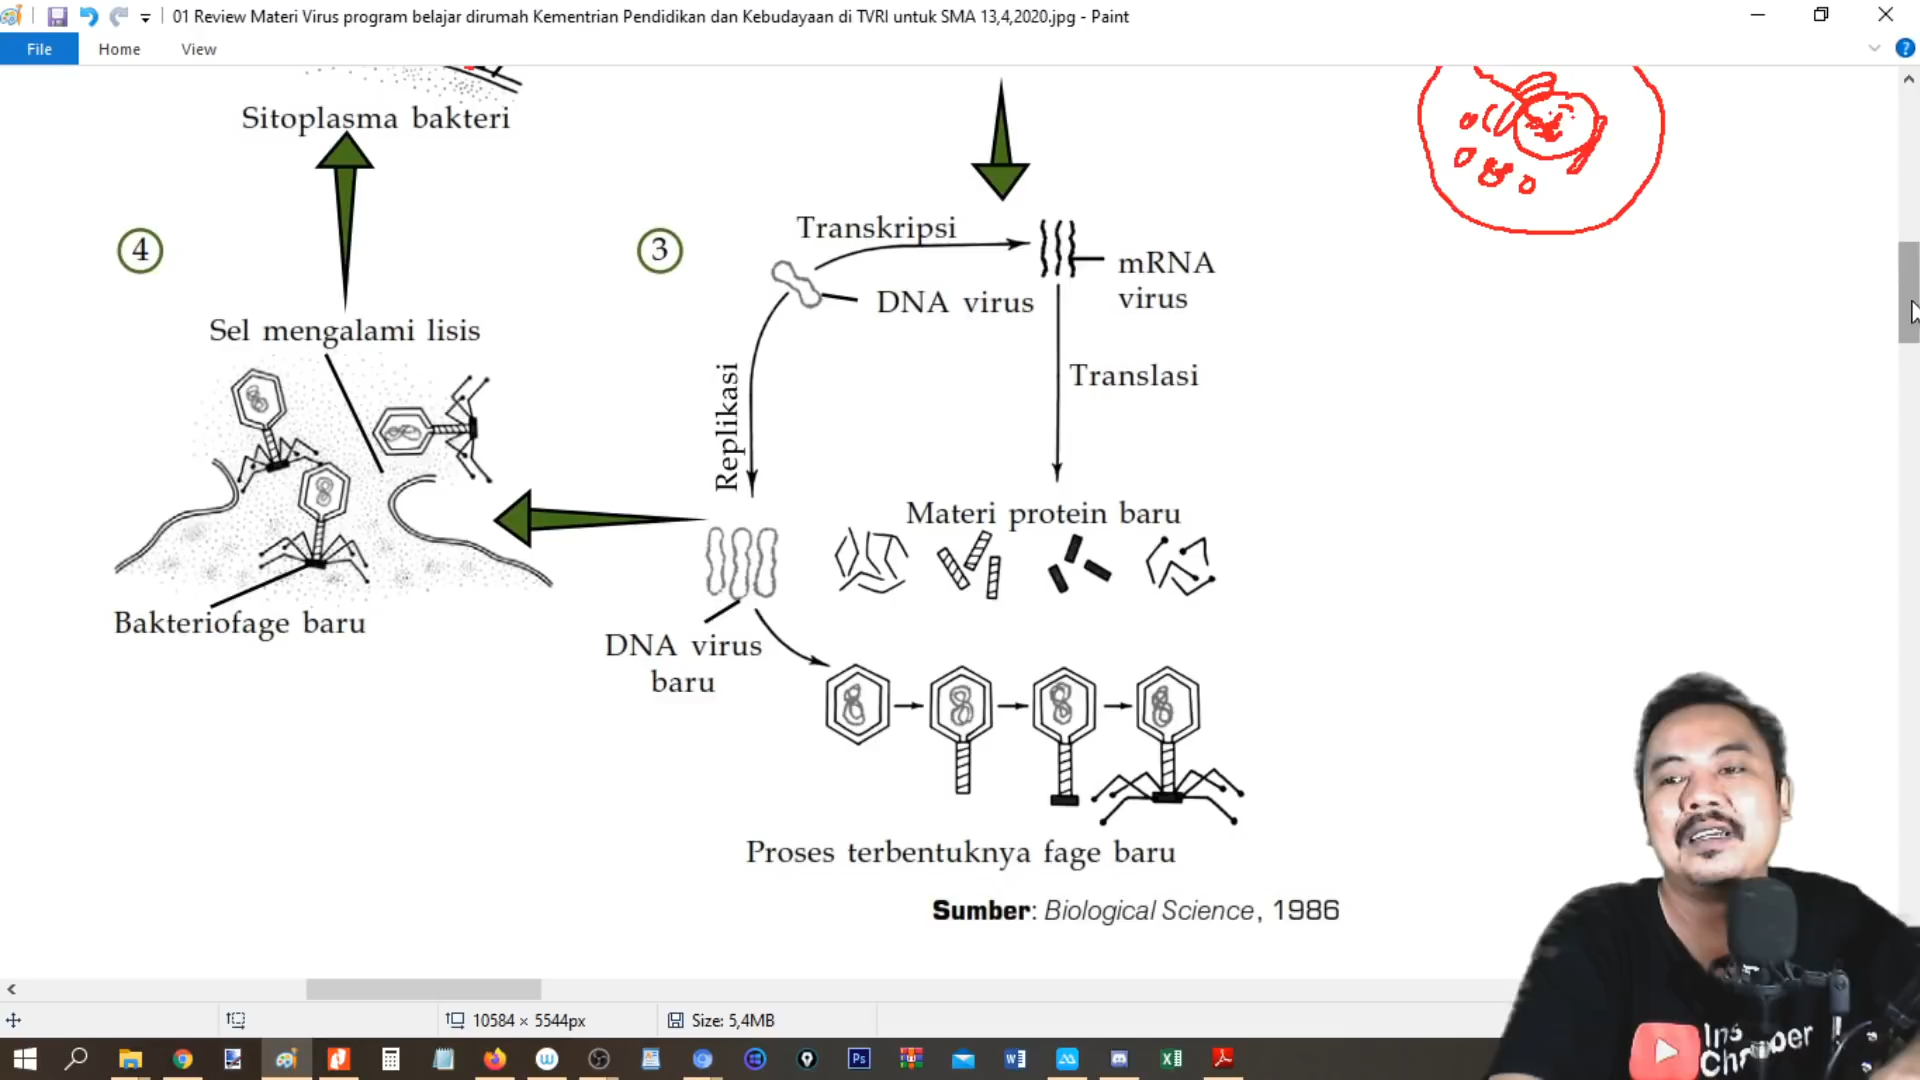 01 Review Materi Virus program belajar dirumah Kementrian Pendidikan dan Kebudayaan di TVRI untuk SMA 13,4,2020.jpg - Paint
File Home View
Sitoplasma bakteri
4
3
Transkripsi
mRNA
virus
DNA virus
Sel mengalami lisis
Replikasi
Translasi
Materi protein baru
Bakteriofage baru
DNA virus
baru
Proses terbentuknya fage baru
Sumber: Biological Science, 1986
10584 × 5544px
Size: 5,4MB
Ps
Ins